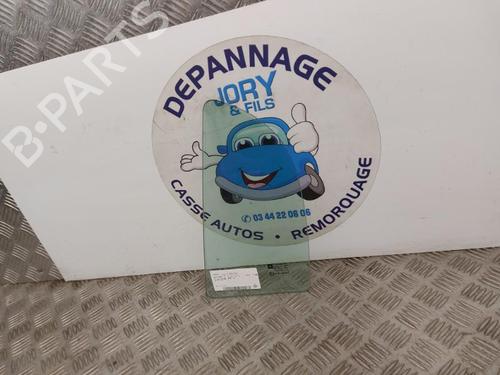 B-PARTS
DEPANNAGE
JORY
& FILS
CASSE AUTOS • REMORQUAGE
✆ 03 44 22 08 06